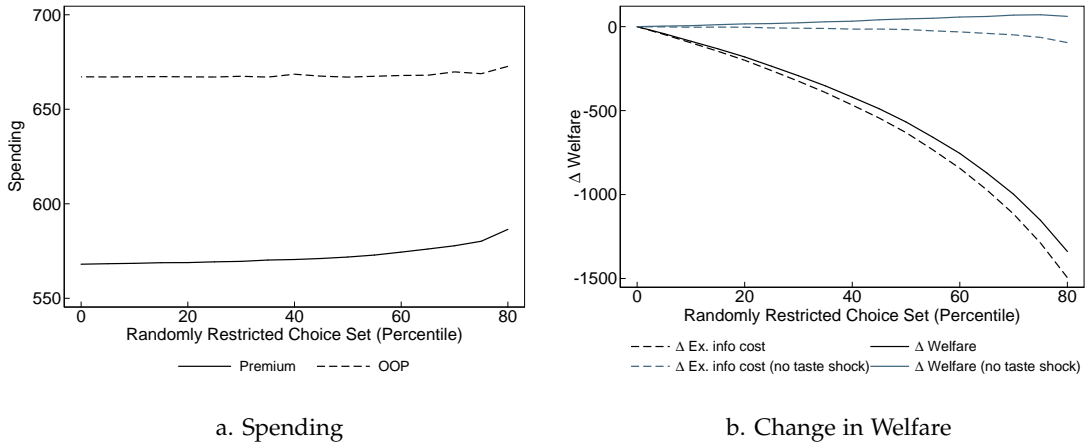 700
650
600
550
Spending
0 20 40 60 80
Randomly Restricted Choice Set (Percentile)
Premium OOP
a. Spending
0
-500
-1000
-1500
Δ Welfare
0 20 40 60 80
Randomly Restricted Choice Set (Percentile)
Δ Ex. info cost Δ Welfare
Δ Ex. info cost (no taste shock) Δ Welfare (no taste shock)
b. Change in Welfare